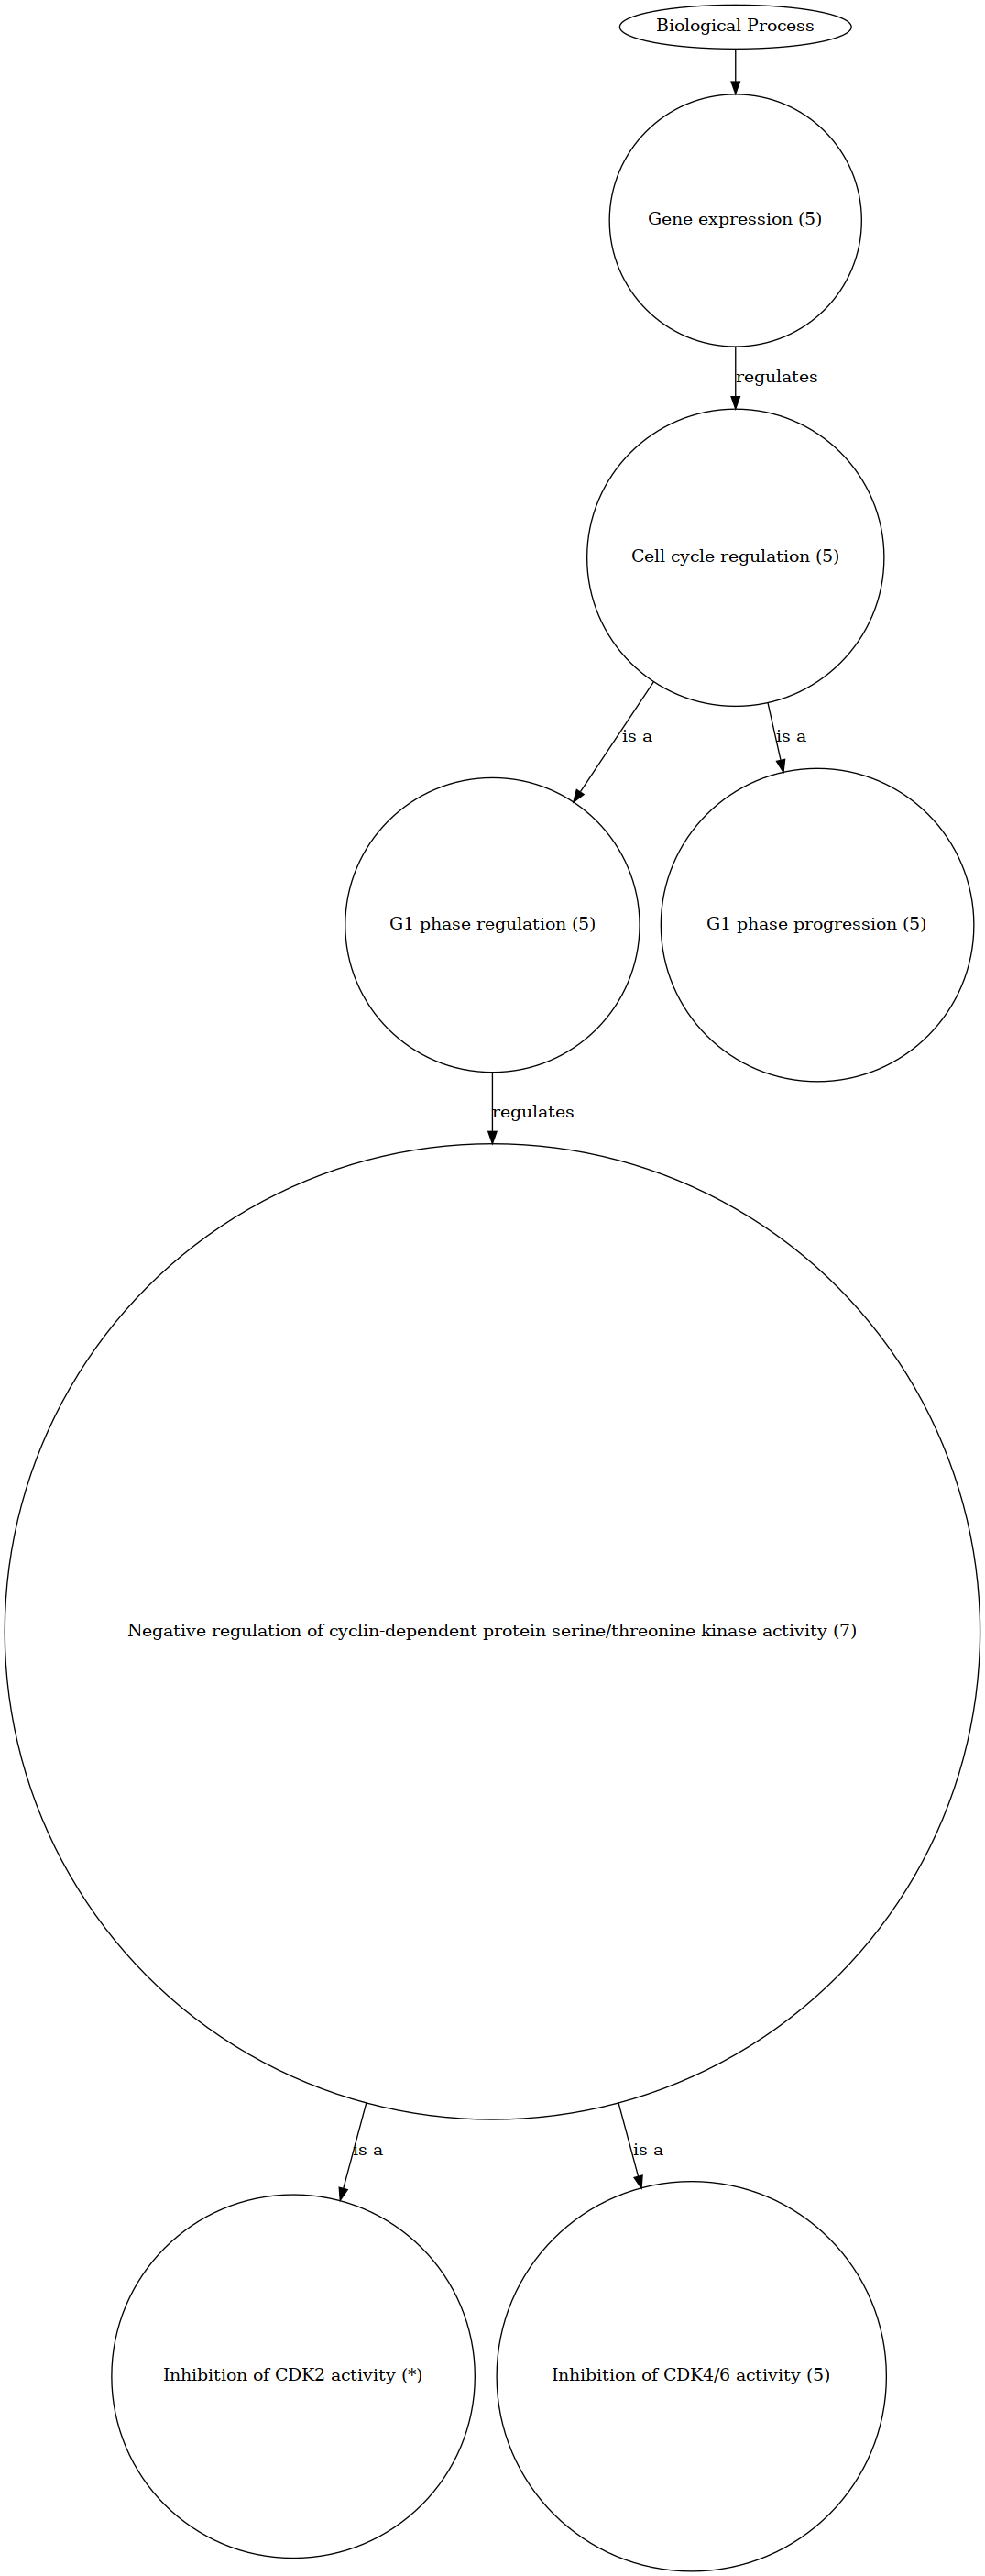 Biological Process
Gene expression (5)
regulates
Cell cycle regulation (5)
is a
is a
G1 phase regulation (5)
G1 phase progression (5)
regulates
Negative regulation of cyclin-dependent protein serine/threonine kinase activity (7)
is a
is a
Inhibition of CDK2 activity (*)
Inhibition of CDK4/6 activity (5)